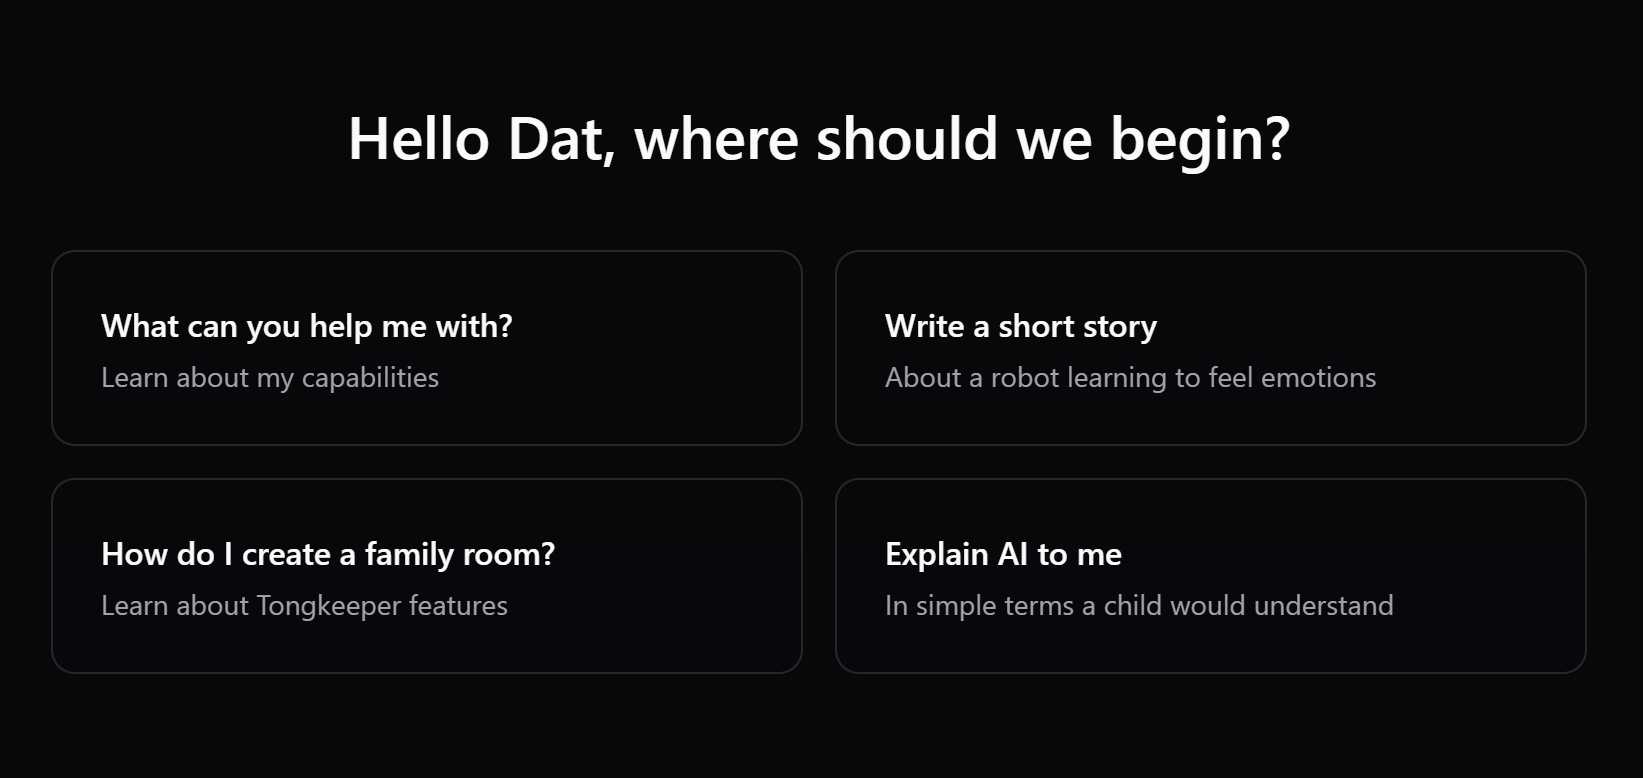 Hello Dat, where should we begin?
What can you help me with?
Learn about my capabilities
Write a short story
About a robot learning to feel emotions
How do I create a family room?
Learn about Tongkeeper features
Explain AI to me
In simple terms a child would understand